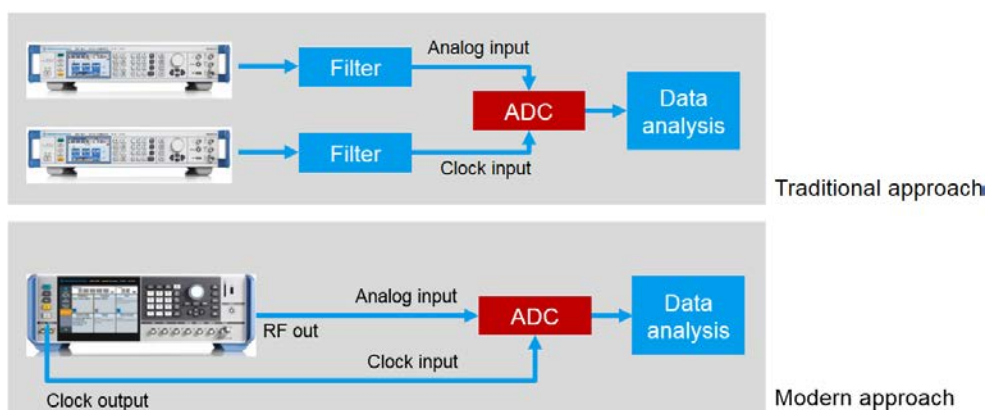 Analog input
Filter
ADC
Data
analysis
Filter
Clock input
Traditional approach
Analog input
RF out
ADC
Data
analysis
Clock input
Clock output
Modern approach